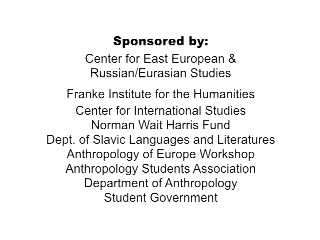 Sponsored by:
Center for East European &
Russian/Eurasian Studies
Franke Institute for the Humanities
Center for International Studies
Norman Wait Harris Fund
Dept. of Slavic Languages and Literatures
Anthropology of Europe Workshop
Anthropology Students Association
Department of Anthropology
Student Government